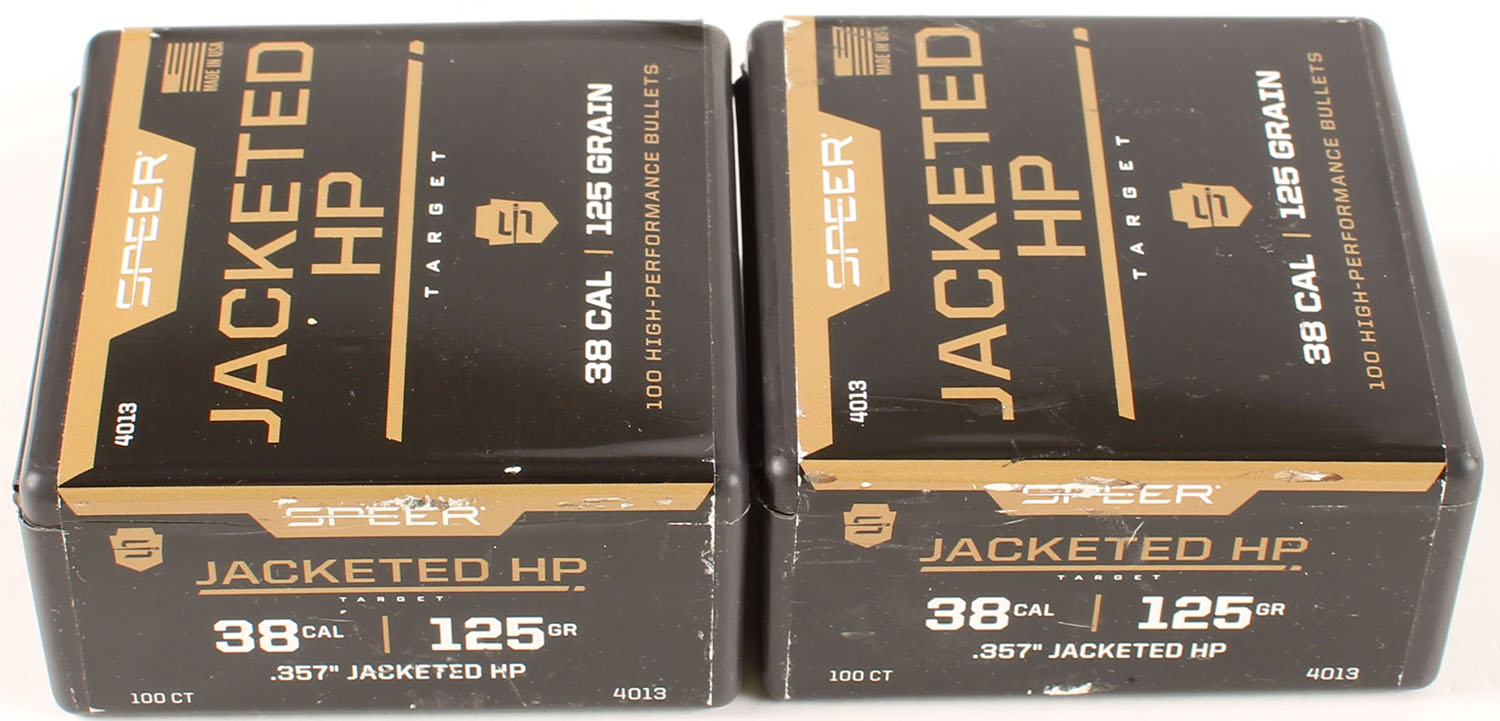 MADE IN USA
SPEER
JACKETED
HP
TARGET
38 CAL | 125 GRAIN
100 HIGH-PERFORMANCE BULLETS
4013
SPEER
JACKETED HP
TARGET
38 CAL | 125 GR
.357" JACKETED HP
100 CT 4013
MADE IN US
SPEER
JACKETED
HP
TARGET
38 CAL | 125 GRAIN
100 HIGH-PERFORMANCE BULLETS
4013
SPEER
JACKETED HP
TARGET
38 CAL | 125 GR
.357" JACKETED HP
100 CT 4013